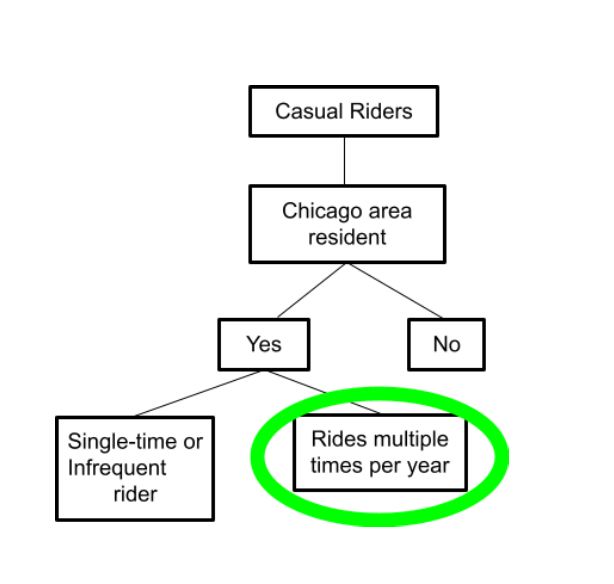 Casual Riders
Chicago area
resident
Yes
No
Single-time or
Infrequent
rider
Rides multiple
times per year